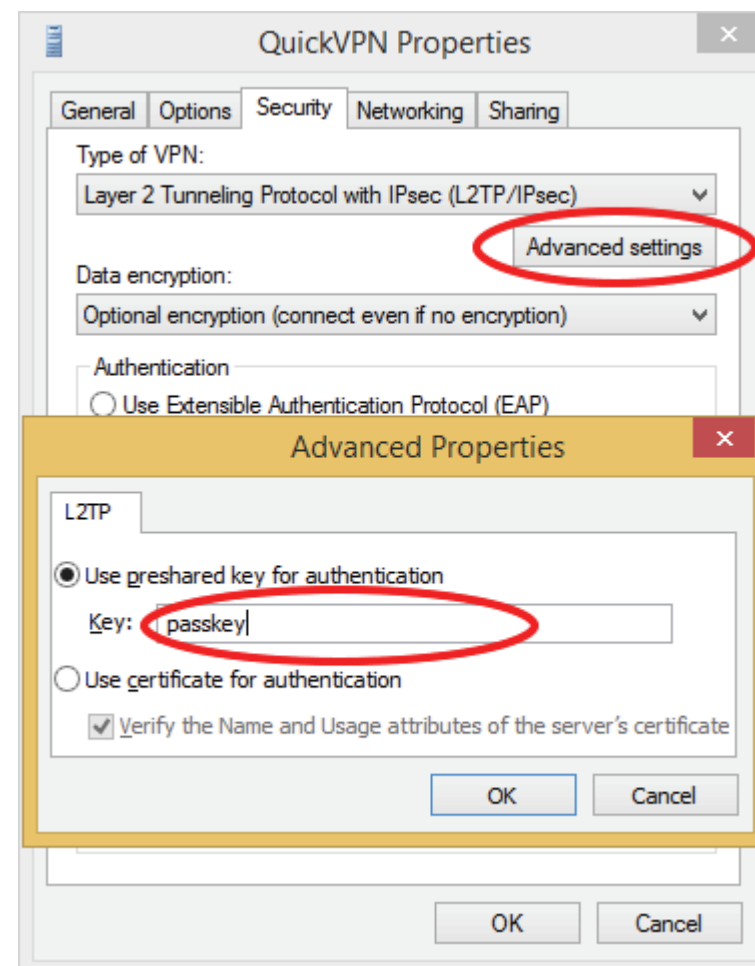 QuickVPN Properties
General Options Security Networking Sharing
Type of VPN:
Layer 2 Tunneling Protocol with IPsec (L2TP/IPsec)
Advanced settings
Data encryption:
Optional encryption (connect even if no encryption)
Authentication
Use Extensible Authentication Protocol (EAP)
Advanced Properties
L2TP
Use preshared key for authentication
Key: passkey
Use certificate for authentication
Verify the Name and Usage attributes of the server's certificate
OK Cancel
OK Cancel